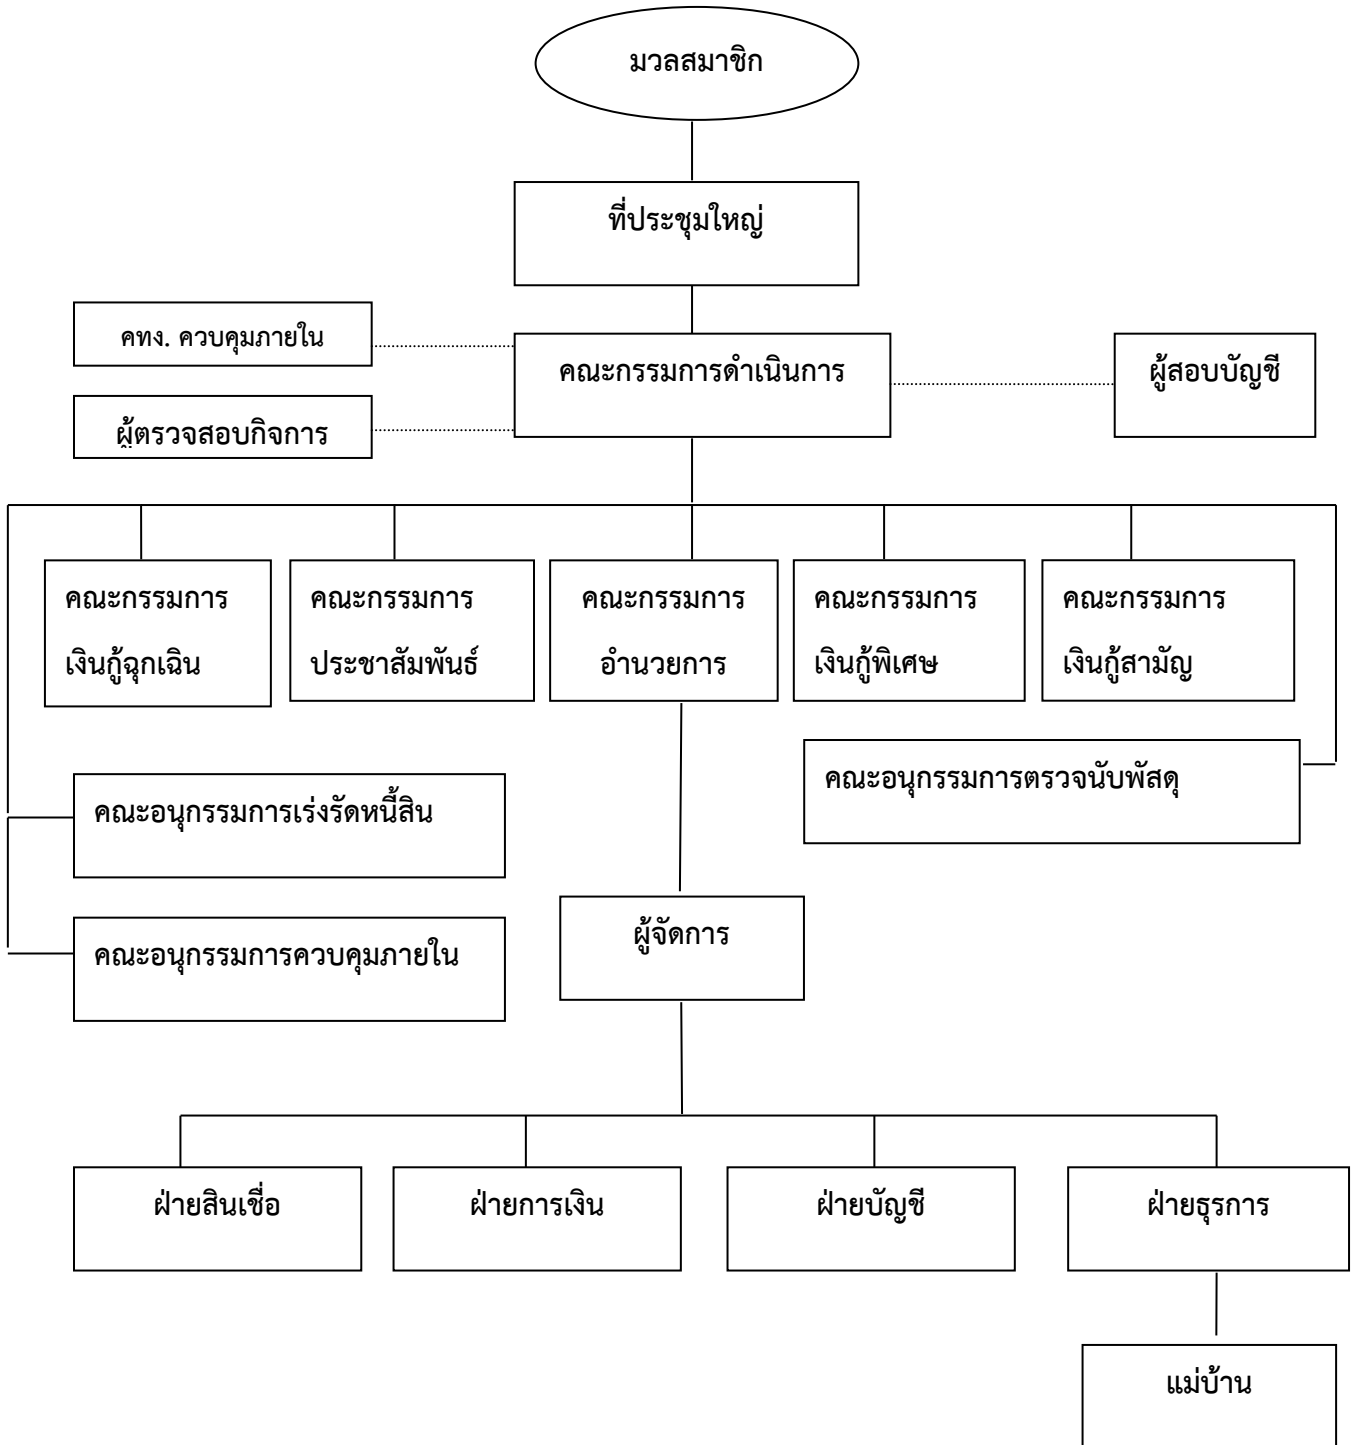 มวลสมาชิก
ที่ประชุมใหญ่
คทง. ควบคุมภายใน
คณะกรรมการดำเนินการ
ผู้สอบบัญชี
ผู้ตรวจสอบกิจการ
คณะกรรมการ
เงินกู้ฉุกเฉิน
คณะกรรมการ
ประชาสัมพันธ์
คณะกรรมการ
อำนวยการ
คณะกรรมการ
เงินกู้พิเศษ
คณะกรรมการ
เงินกู้สามัญ
คณะอนุกรรมการตรวจนับพัสดุ
คณะอนุกรรมการเร่งรัดหนี้สิน
คณะอนุกรรมการควบคุมภายใน
ผู้จัดการ
ฝ่ายสินเชื่อ
ฝ่ายการเงิน
ฝ่ายบัญชี
ฝ่ายธุรการ
แม่บ้าน